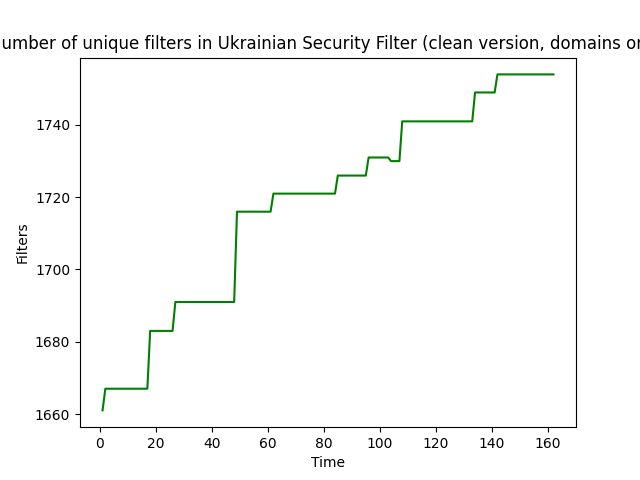 umber of unique filters in Ukrainian Security Filter (clean version, domains or
1740
1720
1700
1680
1660
Filters
0 20 40 60 80 100 120 140 160
Time